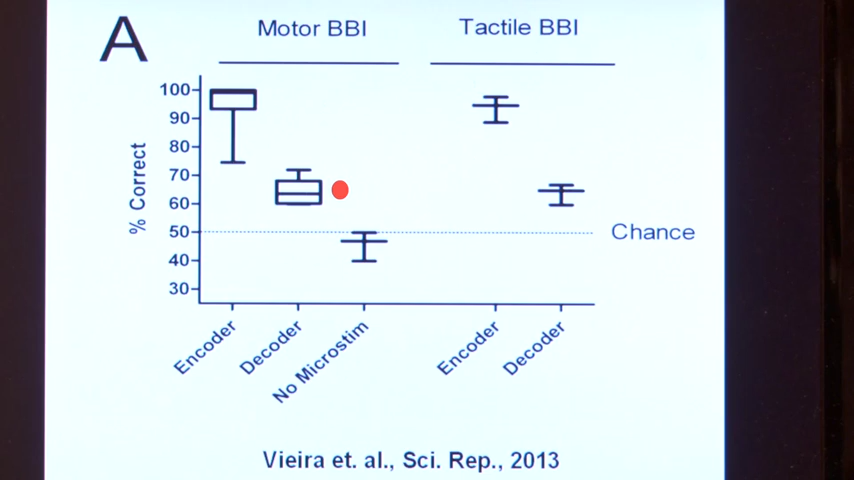 A
Motor BBI
Tactile BBI
100
90
80
70
60
50
40
30
% Correct
Chance
Encoder
Decoder
No Microstim
Encoder
Decoder
Vieira et. al., Sci. Rep., 2013